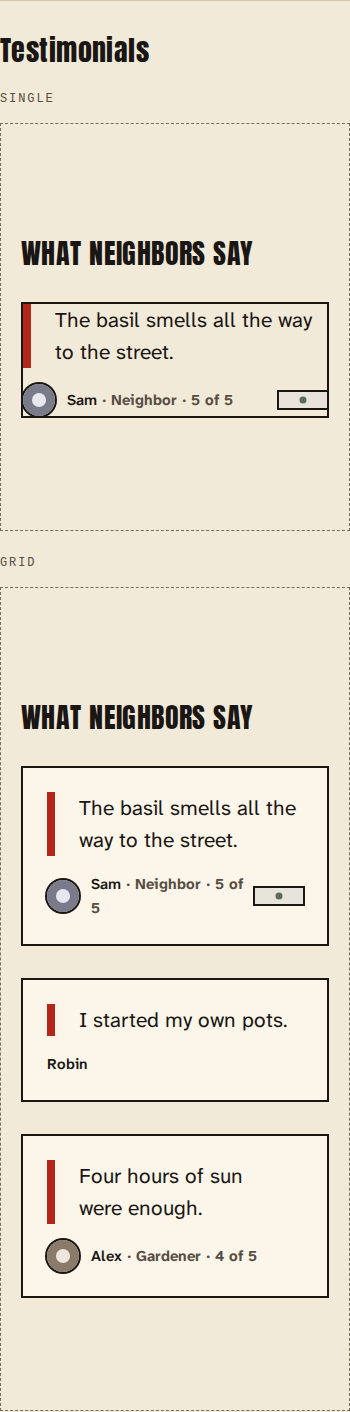 Testimonials
SINGLE
WHAT NEIGHBORS SAY
The basil smells all the way
to the street.
Sam · Neighbor · 5 of 5
GRID
WHAT NEIGHBORS SAY
The basil smells all the
way to the street.
Sam · Neighbor · 5 of
5
I started my own pots.
Robin
Four hours of sun
were enough.
Alex · Gardener · 4 of 5